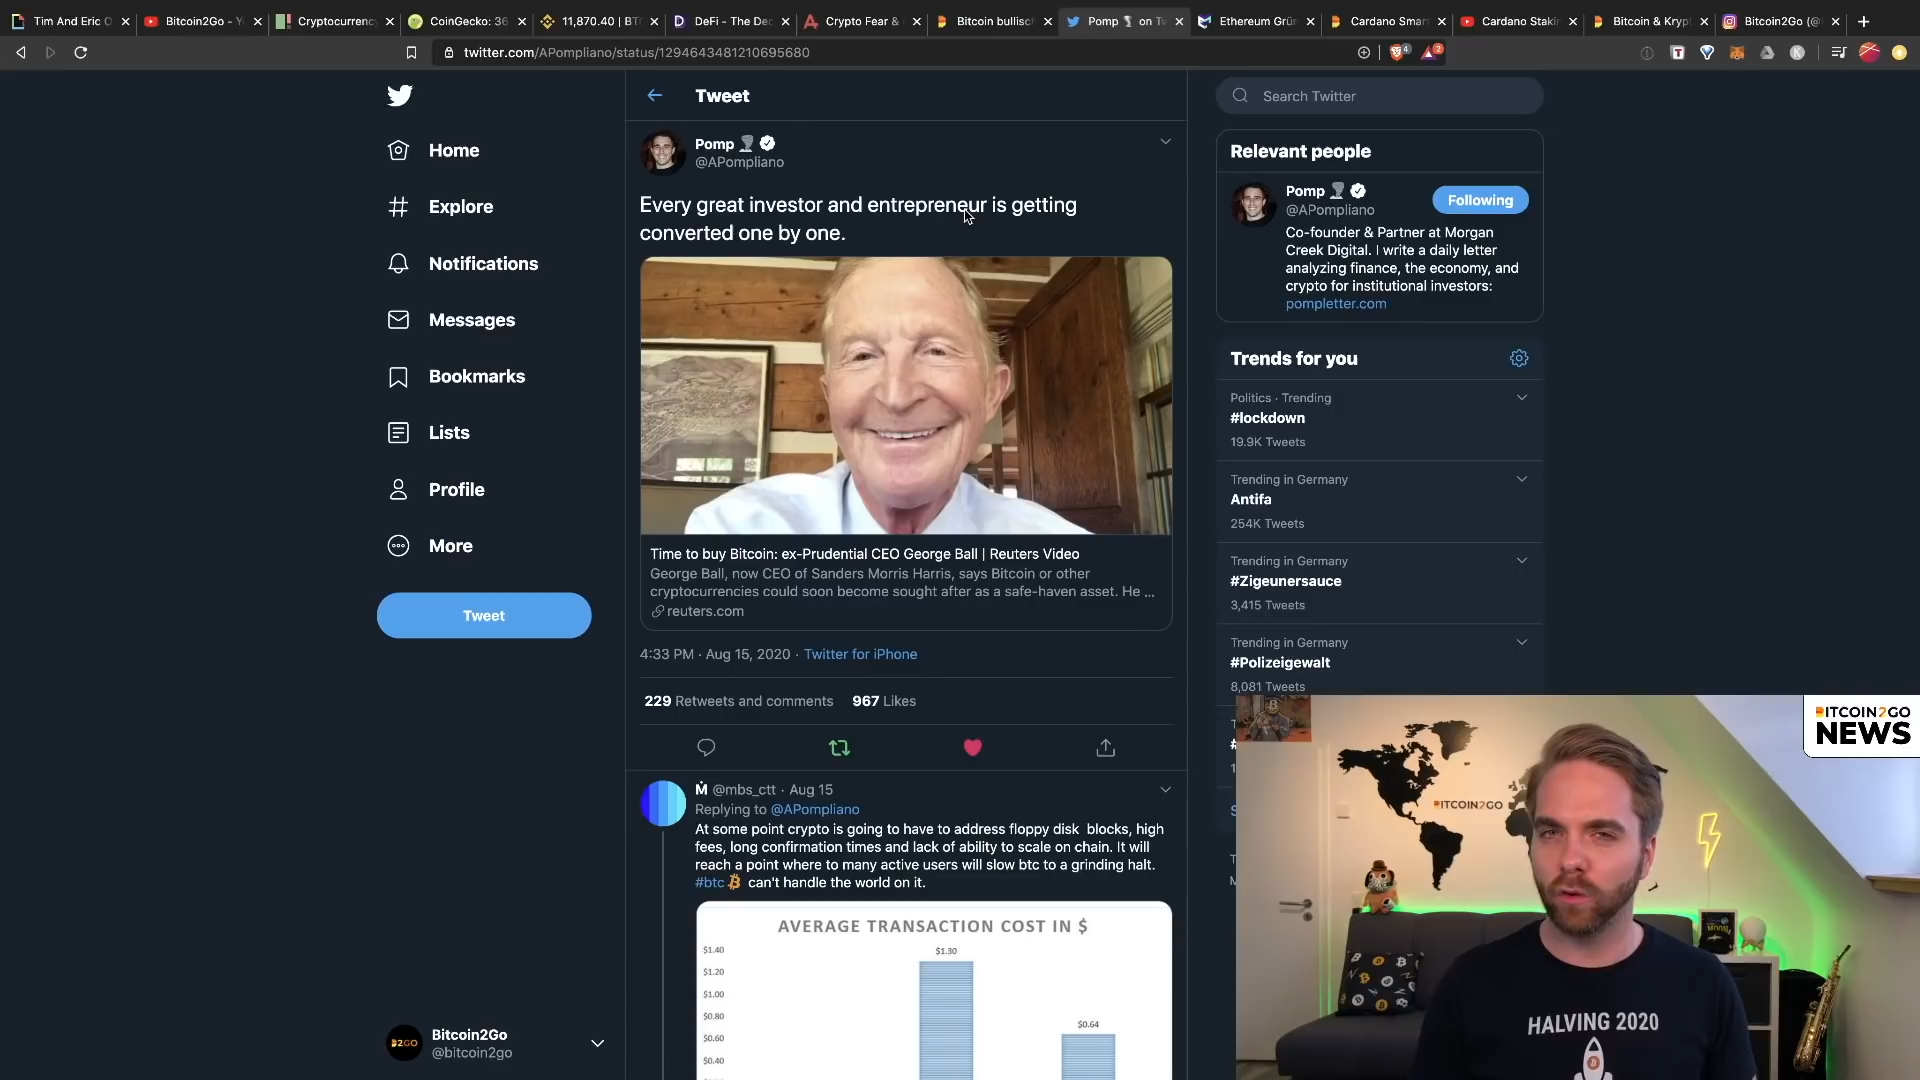 Tim And Eric
Bitcoin2Go
Cryptocurrency
CoinGecko: 36
11,870.40 | BT
DeFi - The De
Crypto Fear &
Bitcoin bullisch
Pomp on Tw
Ethereum Grün
Cardano Smar
Cardano Staki
Bitcoin & Krypt
Bitcoin2Go (@
twitter.com/APompliano/status/1294643481210695680
4
2
T
K
Tweet
Search Twitter
Home
Explore
Notifications
Messages
Bookmarks
Lists
Profile
More
Tweet
B2GO
Bitcoin2Go
@bitcoin2go
Pomp
@APompliano
Every great investor and entrepreneur is getting
converted one by one.
Time to buy Bitcoin: ex-Prudential CEO George Ball | Reuters Video
George Ball, now CEO of Sanders Morris Harris, says Bitcoin or other
cryptocurrencies could soon become sought after as a safe-haven asset. He ...
reuters.com
4:33 PM · Aug 15, 2020 · Twitter for iPhone
229 Retweets and comments 967 Likes
Ṁ @mbs_ctt · Aug 15
Replying to @APompliano
At some point crypto is going to have to address floppy disk blocks, high
fees, long confirmation times and lack of ability to scale on chain. It will
reach a point where to many active users will slow btc to a grinding halt.
#btc can't handle the world on it.
AVERAGE TRANSACTION COST IN $
$1.40
$1.30
$1.20
$1.00
$0.80
$0.64
$0.60
$0.40
Relevant people
Pomp
@APompliano
Following
Co-founder & Partner at Morgan
Creek Digital. I write a daily letter
analyzing finance, the economy, and
crypto for institutional investors:
pompletter.com
Trends for you
Politics · Trending
#lockdown
19.9K Tweets
Trending in Germany
Antifa
254K Tweets
Trending in Germany
#Zigeunersauce
3,415 Tweets
Trending in Germany
#Polizeigewalt
8,081 Tweets
BITCOIN2GO
NEWS
BITCOIN2GO
MOON
HALVING 2020